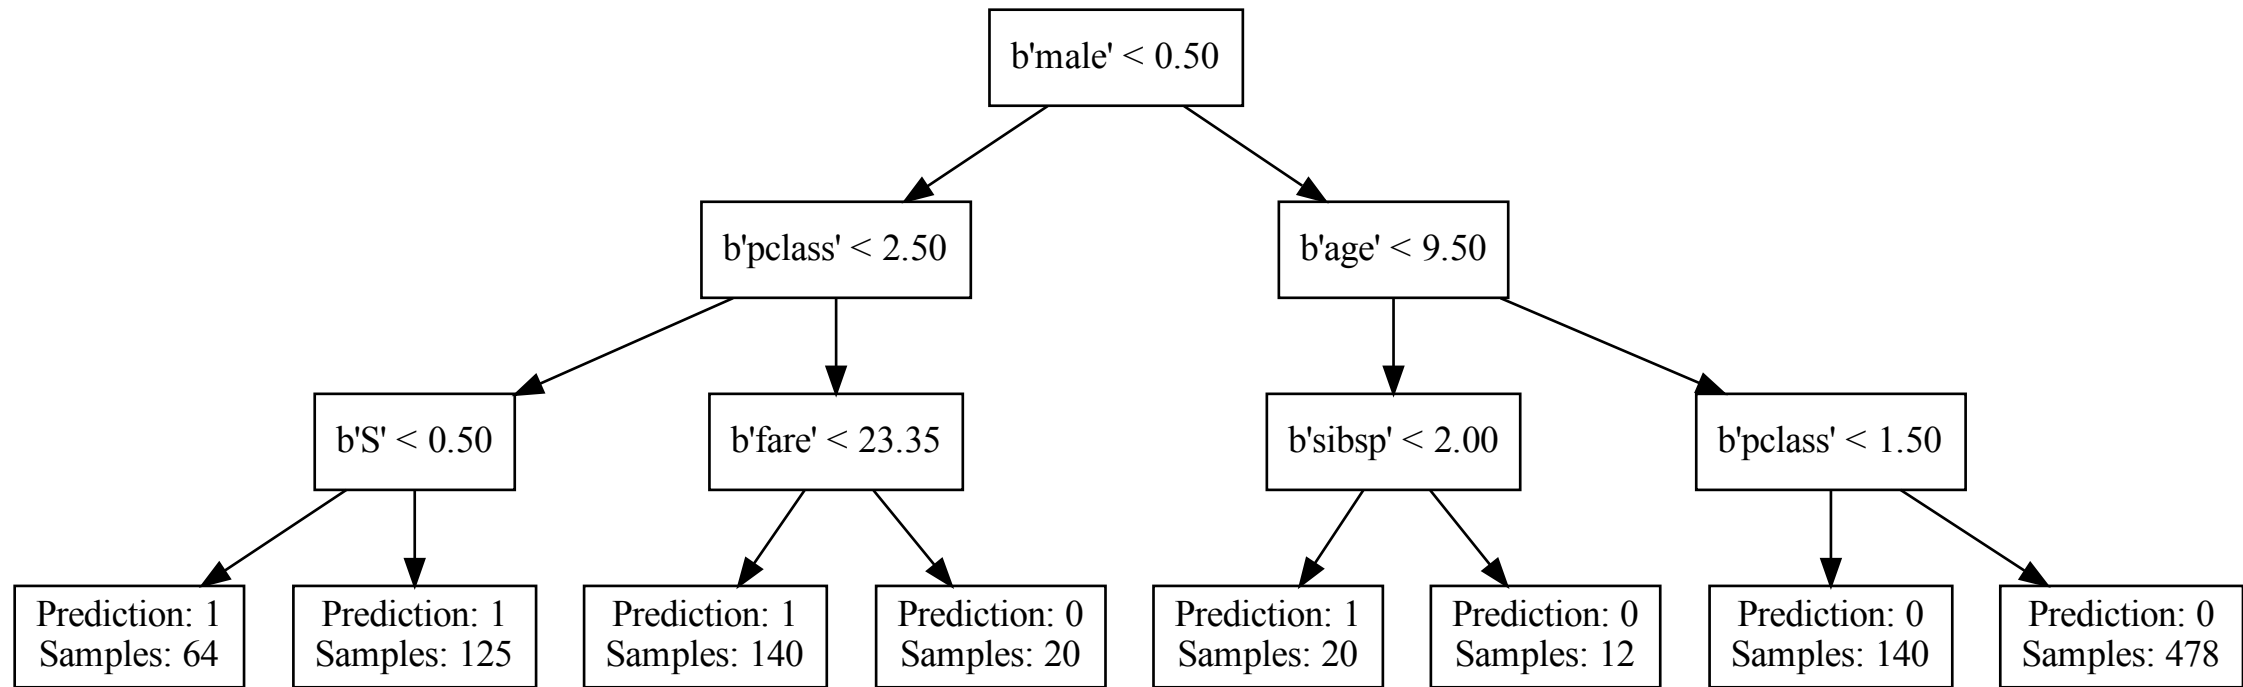 b'male' < 0.50
b'pclass' < 2.50
b'age' < 9.50
b'S' < 0.50
b'fare' < 23.35
b'sibsp' < 2.00
b'pclass' < 1.50
Prediction: 1
Samples: 64
Prediction: 1
Samples: 125
Prediction: 1
Samples: 140
Prediction: 0
Samples: 20
Prediction: 1
Samples: 20
Prediction: 0
Samples: 12
Prediction: 0
Samples: 140
Prediction: 0
Samples: 478